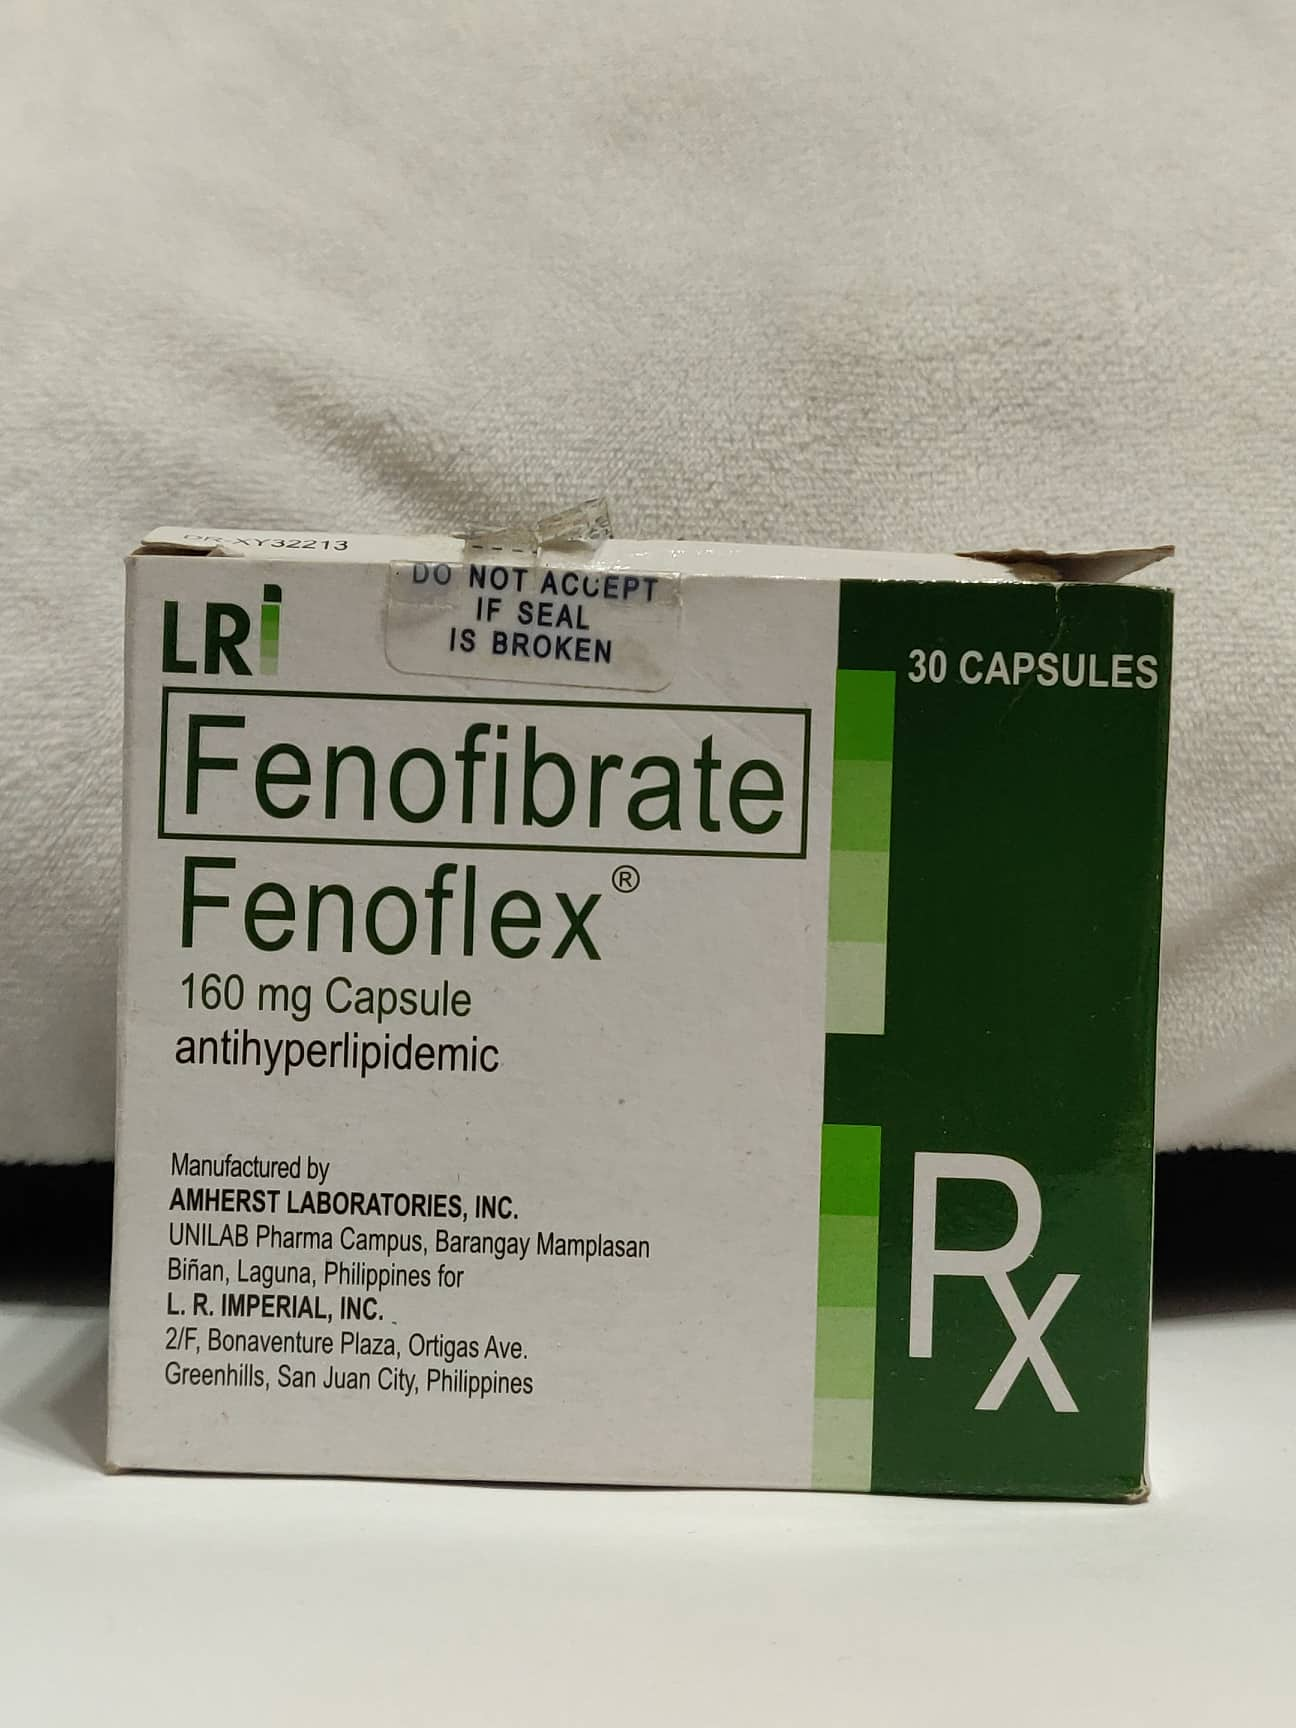 DR-XY32213
DO NOT ACCEPT
IF SEAL
IS BROKEN
LRi
30 CAPSULES
Fenofibrate
Fenoflex®
160 mg Capsule
antihyperlipidemic
Manufactured by
AMHERST LABORATORIES, INC.
UNILAB Pharma Campus, Barangay Mamplasan
Biñan, Laguna, Philippines for
L. R. IMPERIAL, INC.
2/F, Bonaventure Plaza, Ortigas Ave.
Greenhills, San Juan City, Philippines
Rx